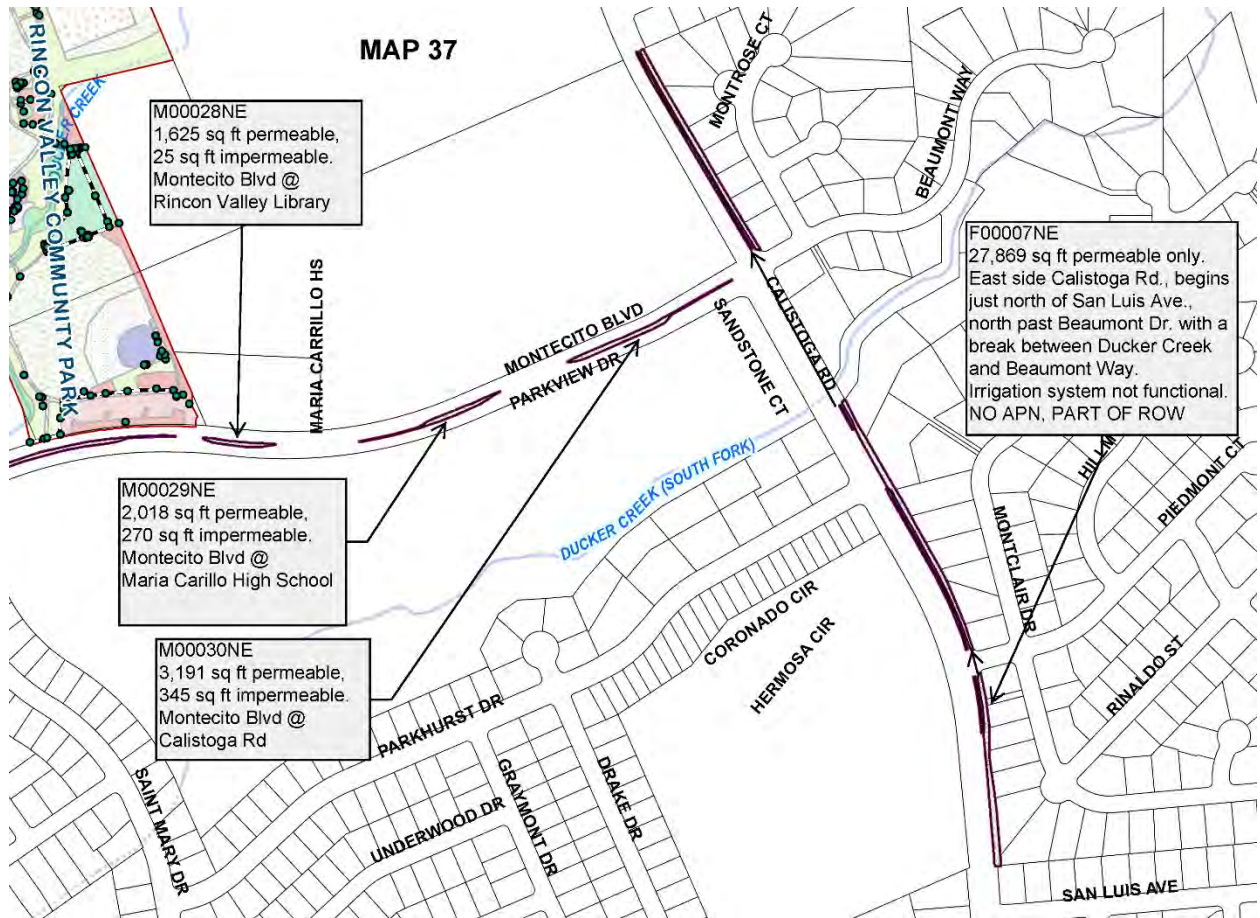 MAP 37
RINCON VALLEY COMMUNITY PARK
CREEK
M00028NE
1,625 sq ft permeable,
25 sq ft impermeable.
Montecito Blvd @
Rincon Valley Library
MONTROSE CT
BEAUMONT WAY
F00007NE
27,869 sq ft permeable only.
East side Calistoga Rd., begins
just north of San Luis Ave.,
north past Beaumont Dr. with a
break between Ducker Creek
and Beaumont Way.
Irrigation system not functional.
NO APN, PART OF ROW
MARIA CARRILLO HS
MONTECITO BLVD
PARKVIEW DR
SANDSTONE CT
CALISTOGA RD
DUCKER CREEK (SOUTH FORK)
M00029NE
2,018 sq ft permeable,
270 sq ft impermeable.
Montecito Blvd @
Maria Carillo High School
M00030NE
3,191 sq ft permeable,
345 sq ft impermeable.
Montecito Blvd @
Calistoga Rd
HILLM
PIEDMONT CT
MONTCLAIR DR
RINALDO ST
CORONADO CIR
HERMOSA CIR
PARKHURST DR
SAINT MARY DR
UNDERWOOD DR
GRAYMONT DR
DRAKE DR
SAN LUIS AVE